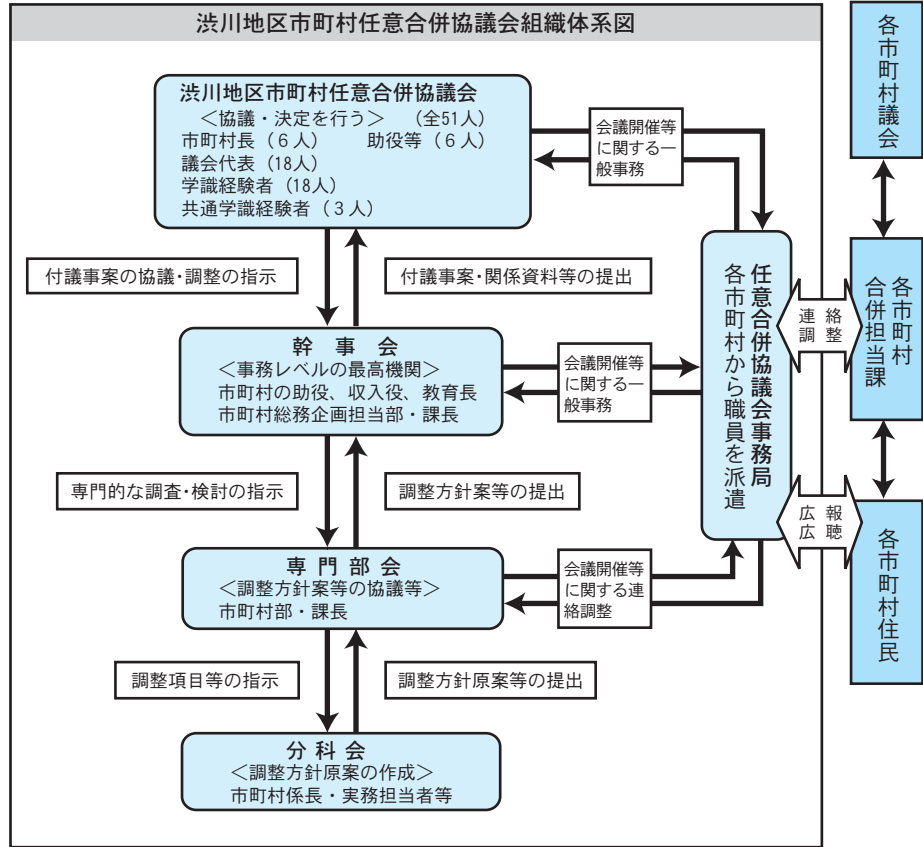 渋川地区市町村任意合併協議会組織体系図
渋川地区市町村任意合併協議会
＜協議・決定を行う＞　（全51人）
市町村長（６人）　　助役等（６人）
議会代表（18人）
学識経験者（18人）
共通学識経験者（３人）
会議開催等
に関する一
般事務
付議事案の協議・調整の指示
付議事案・関係資料等の提出
幹事会
＜事務レベルの最高機関＞
市町村の助役、収入役、教育長
市町村総務企画担当部・課長
会議開催等
に関する一
般事務
専門的な調査・検討の指示
調整方針案等の提出
専門部会
＜調整方針案等の協議等＞
市町村部・課長
会議開催等
に関する連
絡調整
調整項目等の指示
調整方針原案等の提出
分科会
＜調整方針原案の作成＞
市町村係長・実務担当者等
任意合併協議会事務局
各市町村から職員を派遣
連絡
調整
広報
広聴
各市町村議会
各市町村
合併担当課
各市町村住民